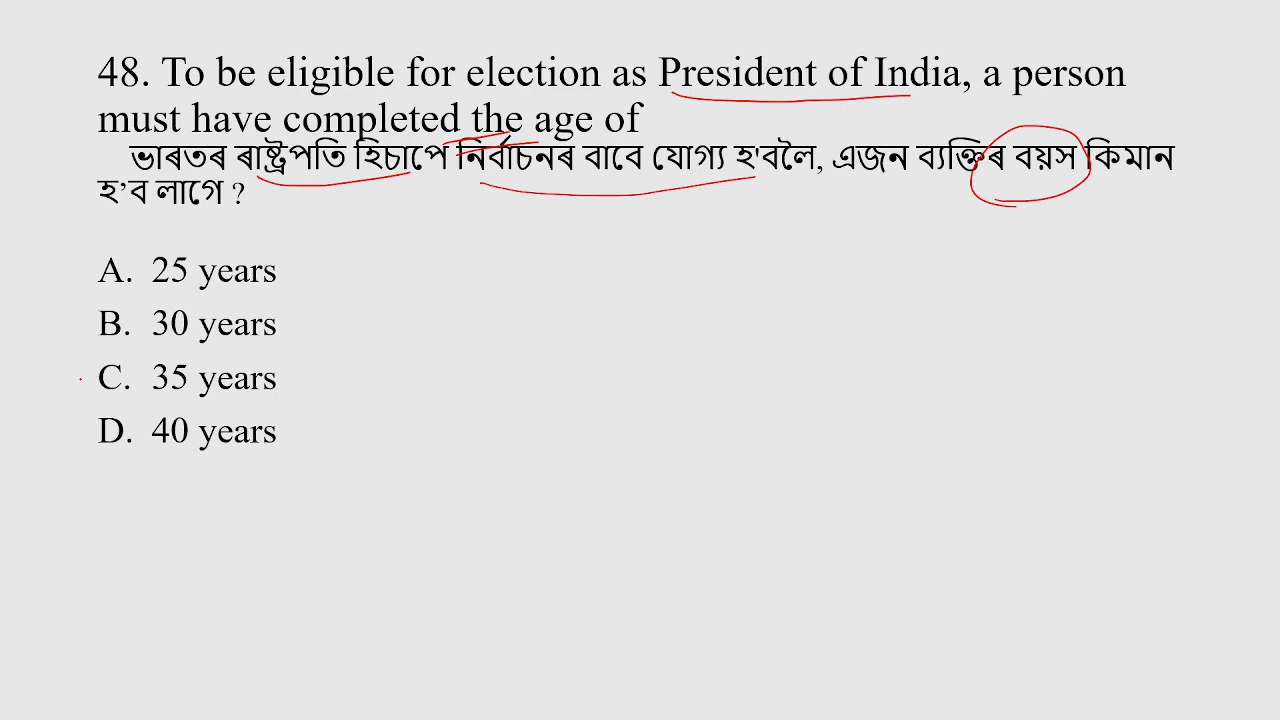 48. To be eligible for election as President of India, a person
must have completed the age of
ভাৰতৰ ৰাষ্ট্ৰপতি হিচাপে নিৰ্বাচনৰ বাবে যোগ্য হ'বলৈ, এজন ব্যক্তিৰ বয়স কিমান
হ’ব লাগে ?
A. 25 years
B. 30 years
C. 35 years
D. 40 years